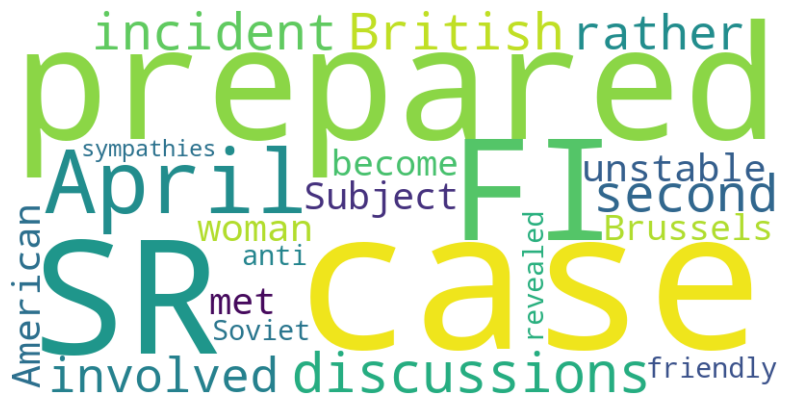 incident British rather
prepared
sympathies
April
become
FI
unstable
Subject
second
woman
Brussels
American
anti
revealed
SR
case
met
Soviet
involved
discussions
friendly